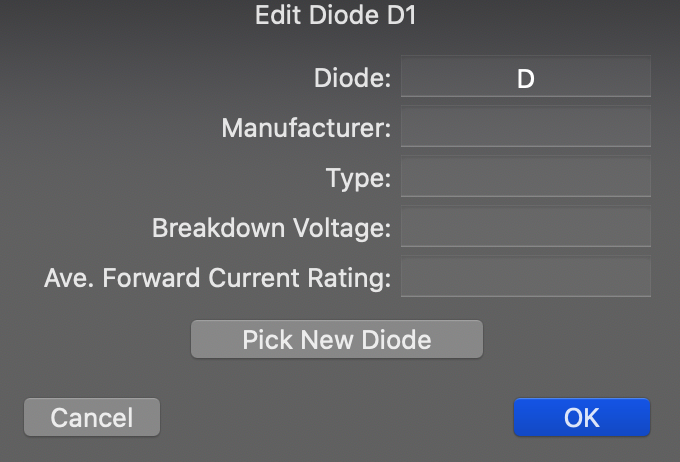 Edit Diode D1
Diode: D
Manufacturer:
Type:
Breakdown Voltage:
Ave. Forward Current Rating:
Pick New Diode
Cancel OK